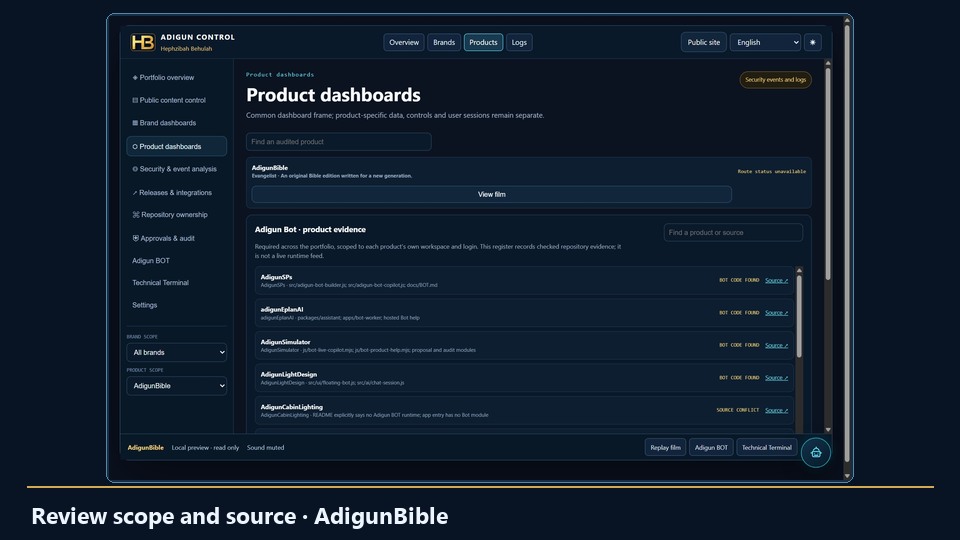 HB
ADIGUN CONTROL
Hephzibah Behulah
Overview
Brands
Products
Logs
Public site
English
Portfolio overview
Public content control
Brand dashboards
Product dashboards
Security & event analysis
Releases & integrations
Repository ownership
Approvals & audit
Adigun BOT
Technical Terminal
Settings
BRAND SCOPE
All brands
PRODUCT SCOPE
AdigunBible
Product dashboards
Product dashboards
Common dashboard frame; product-specific data, controls and user sessions remain separate.
Security events and logs
Find an audited product
AdigunBible
Evangelist · An original Bible edition written for a new generation.
Route status unavailable
View film
Adigun Bot · product evidence
Required across the portfolio, scoped to each product's own workspace and login. This register records checked repository evidence; it
is not a live runtime feed.
Find a product or source
AdigunSPs
AdigunSPs · src/adigun-bot-builder.js; src/adigun-bot-copilot.js; docs/BOT.md
BOT CODE FOUND
Source ↗
adigunEplanAI
adigunEplanAI · packages/assistant; apps/bot-worker; hosted Bot help
BOT CODE FOUND
Source ↗
AdigunSimulator
AdigunSimulator · js/bot-live-copilot.mjs; js/bot-product-help.mjs; proposal and audit modules
BOT CODE FOUND
Source ↗
AdigunLightDesign
AdigunLightDesign · src/ui/floating-bot.js; src/ai/chat-session.js
BOT CODE FOUND
Source ↗
AdigunCabinLighting
AdigunCabinLighting · README explicitly says no Adigun BOT runtime; app entry has no Bot module
SOURCE CONFLICT
Source ↗
AdigunBible
Local preview · read only
Sound muted
Replay film
Adigun BOT
Technical Terminal
Review scope and source · AdigunBible